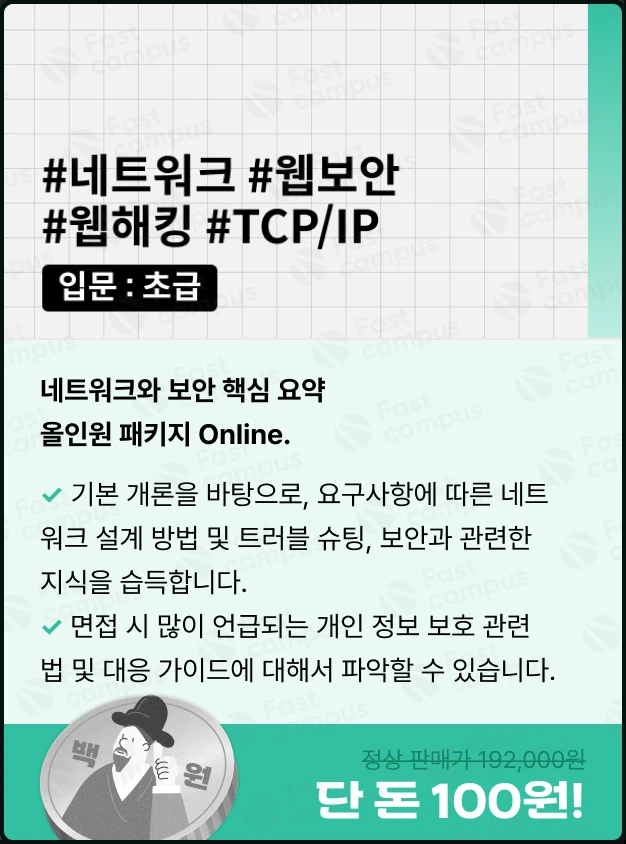 #네트워크 #웹보안
#웹해킹 #TCP/IP
입문 : 초급
네트워크와 보안 핵심 요약
올인원 패키지 Online.
✓ 기본 개론을 바탕으로, 요구사항에 따른 네트
워크 설계 방법 및 트러블 슈팅, 보안과 관련한
지식을 습득합니다.
✓ 면접 시 많이 언급되는 개인 정보 보호 관련
법 및 대응 가이드에 대해서 파악할 수 있습니다.
백 원
정상 판매가 192,000원
단 돈 100원!
Fast campus